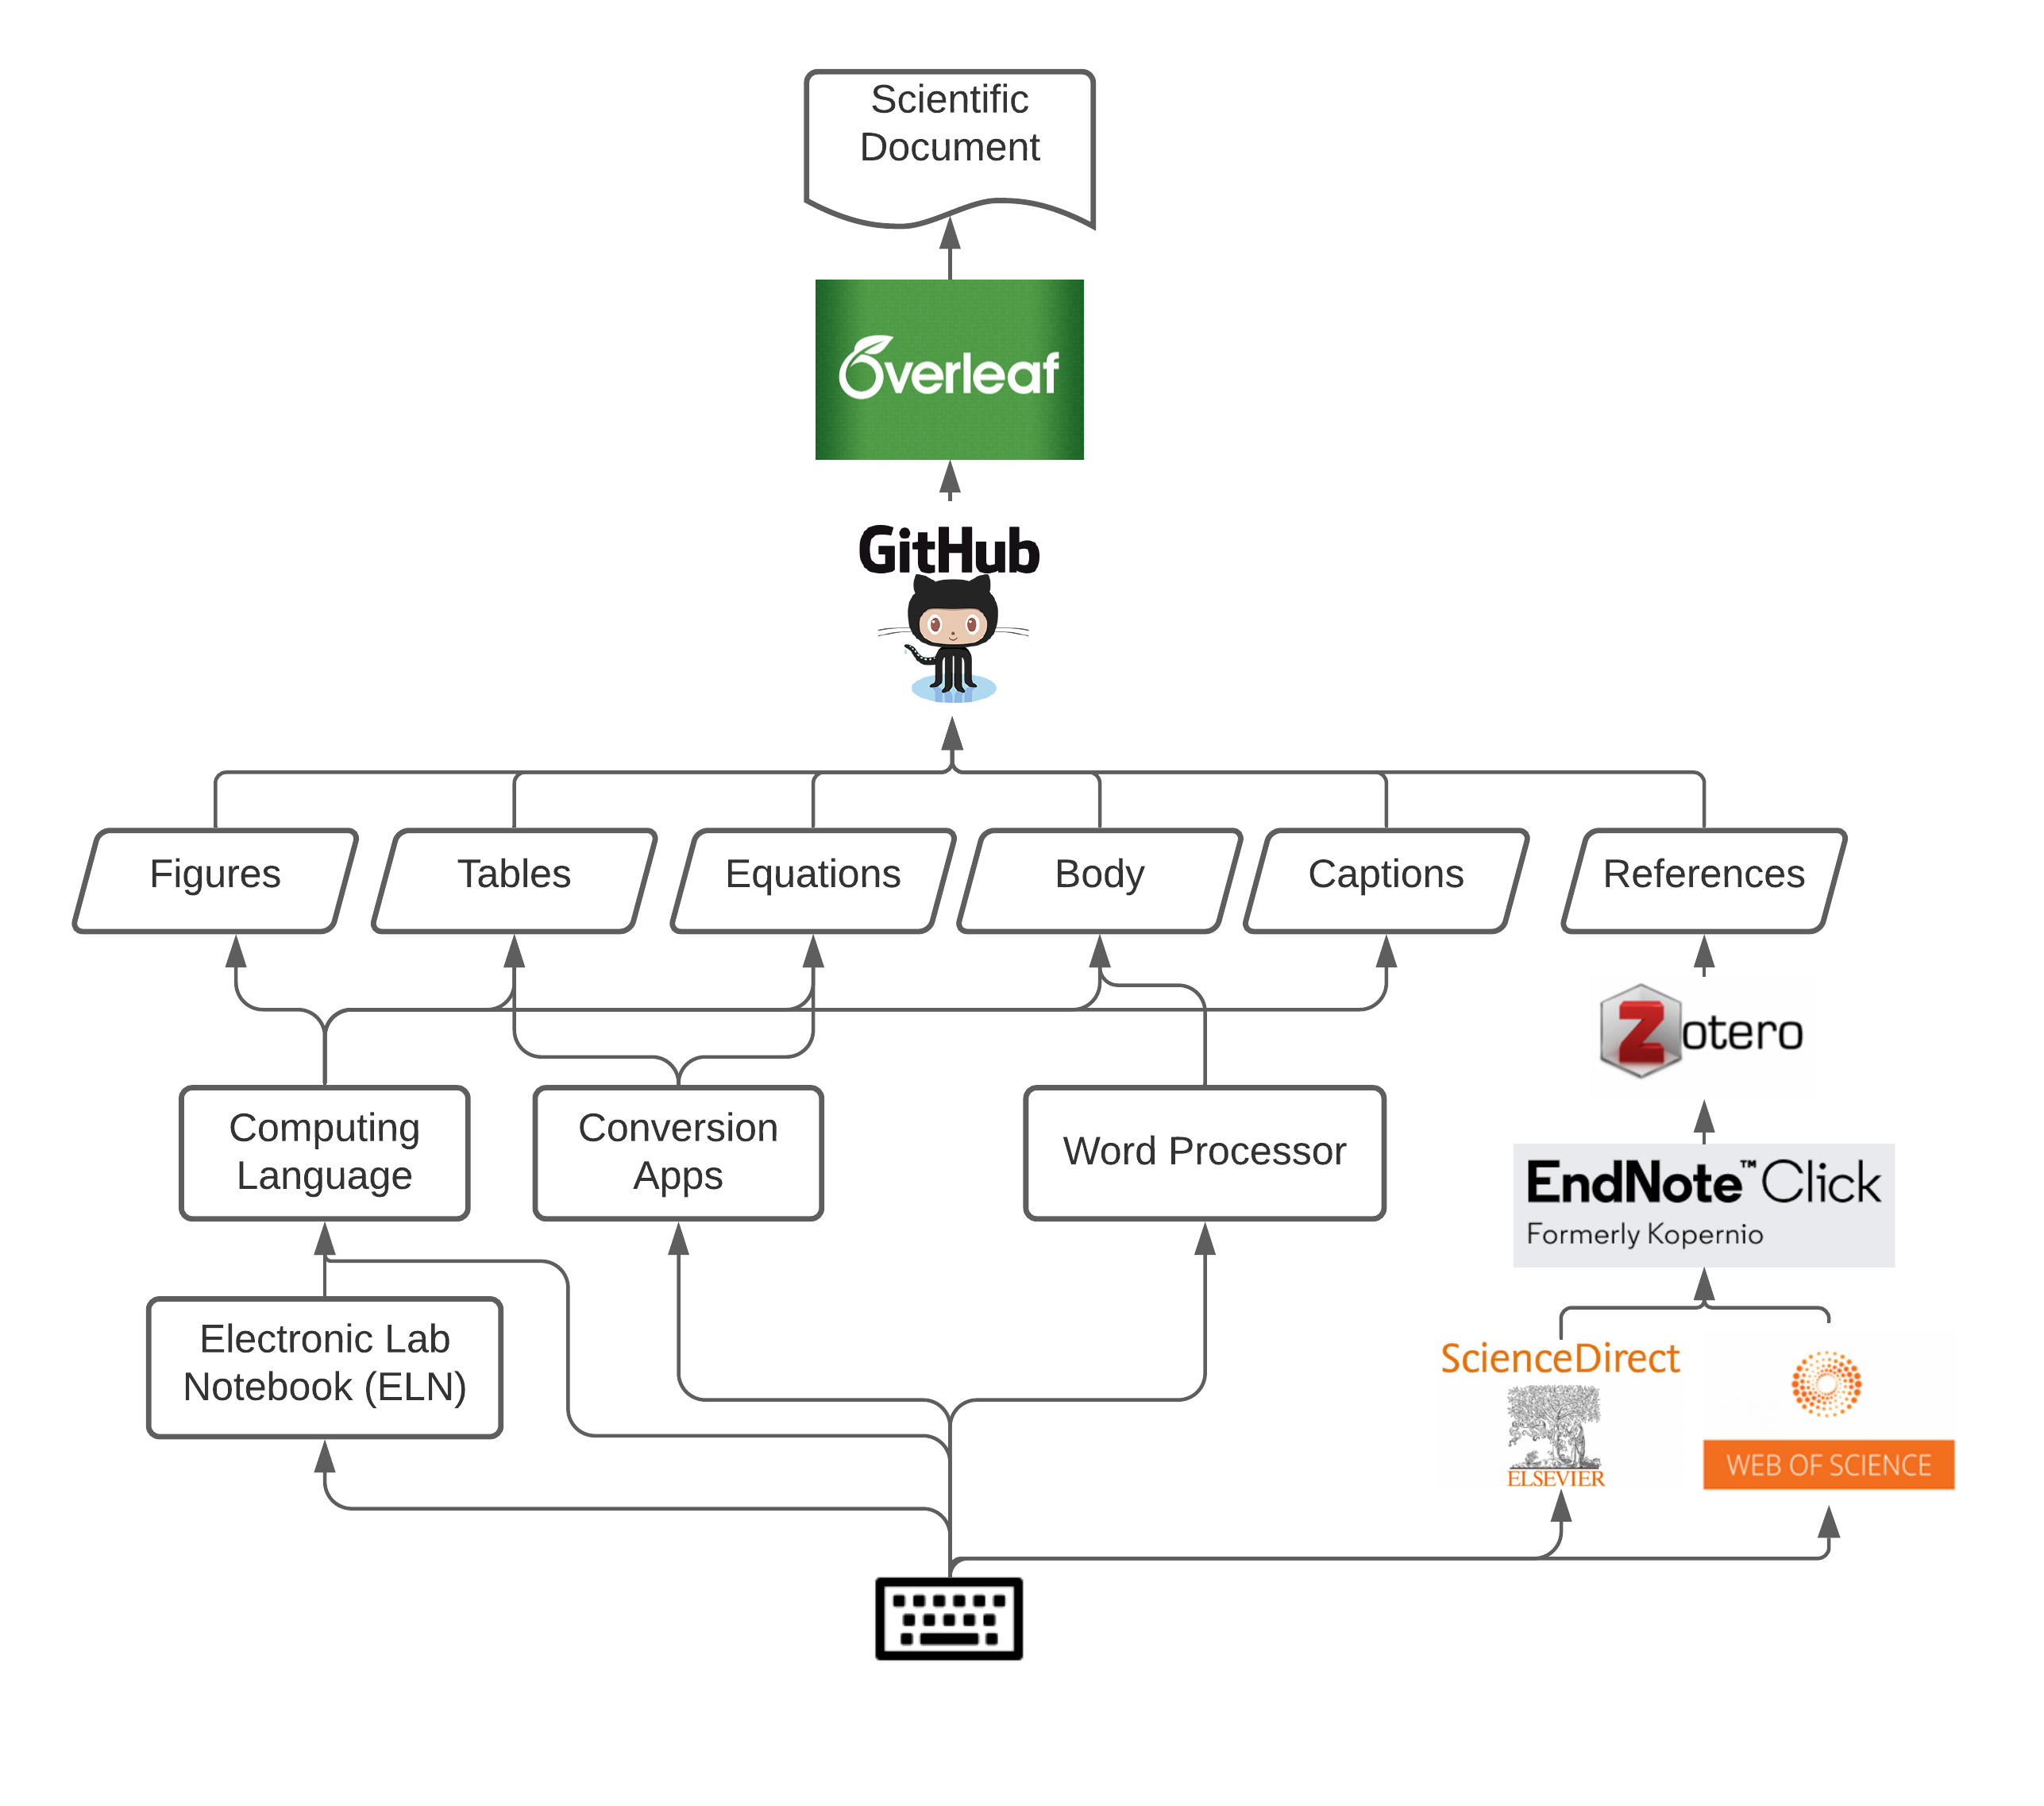 Scientific
Document
Overleaf
GitHub
Figures
Tables
Equations
Body
Captions
References
Zotero
Computing
Language
Conversion
Apps
Word Processor
EndNote™ Click
Formerly Kopernio
Electronic Lab
Notebook (ELN)
ScienceDirect
ELSEVIER
WEB OF SCIENCE